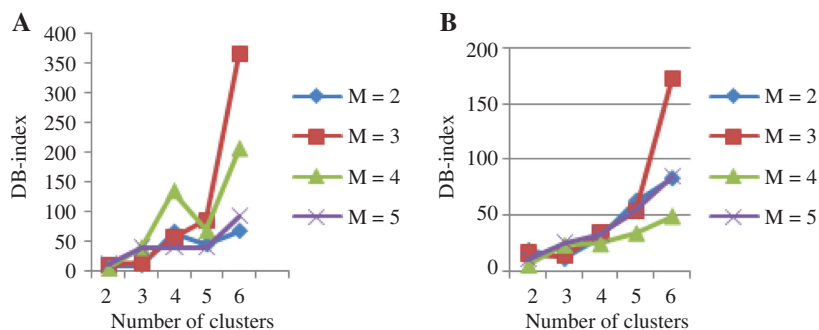 A
400
350
300
250
200
150
100
50
0
DB-index
2 3 4 5 6
Number of clusters
M = 2
M = 3
M = 4
M = 5
B
200
150
100
50
0
DB-index
2 3 4 5 6
Number of clusters
M = 2
M = 3
M = 4
M = 5